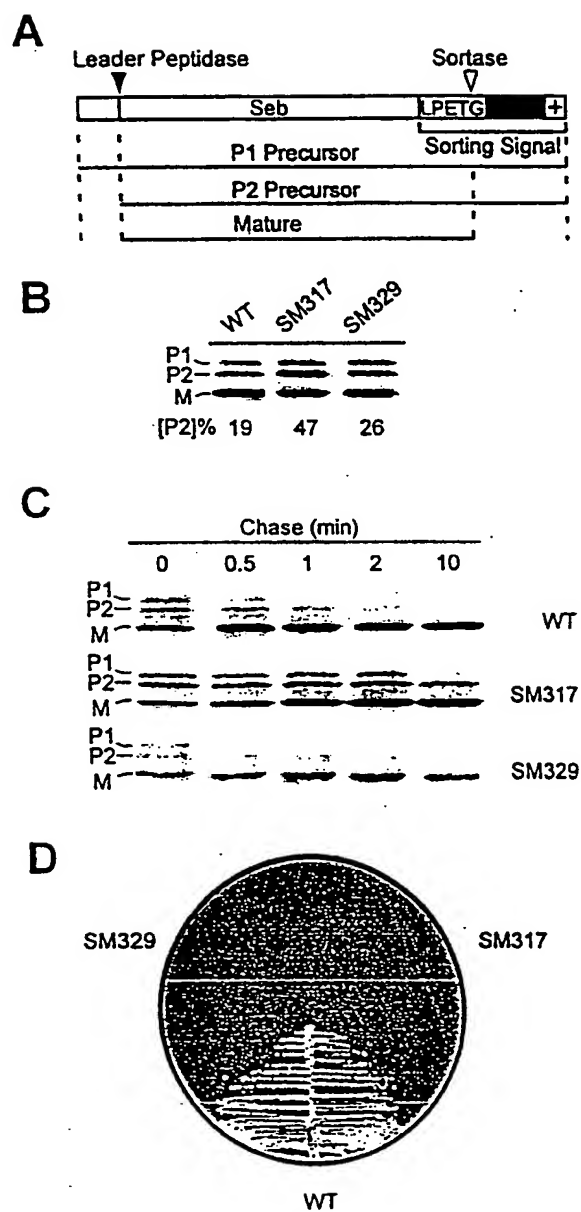 A
Leader Peptidase
Sortase
Seb
LPETG
+
Sorting Signal
P1 Precursor
P2 Precursor
Mature
B
WT SM317 SM329
P1
P2
M
[P2]% 19 47 26
C
Chase (min)
0 0.5 1 2 10
P1
P2
M
WT
P1
P2
M
SM317
P1
P2
M
SM329
D
SM329
SM317
WT